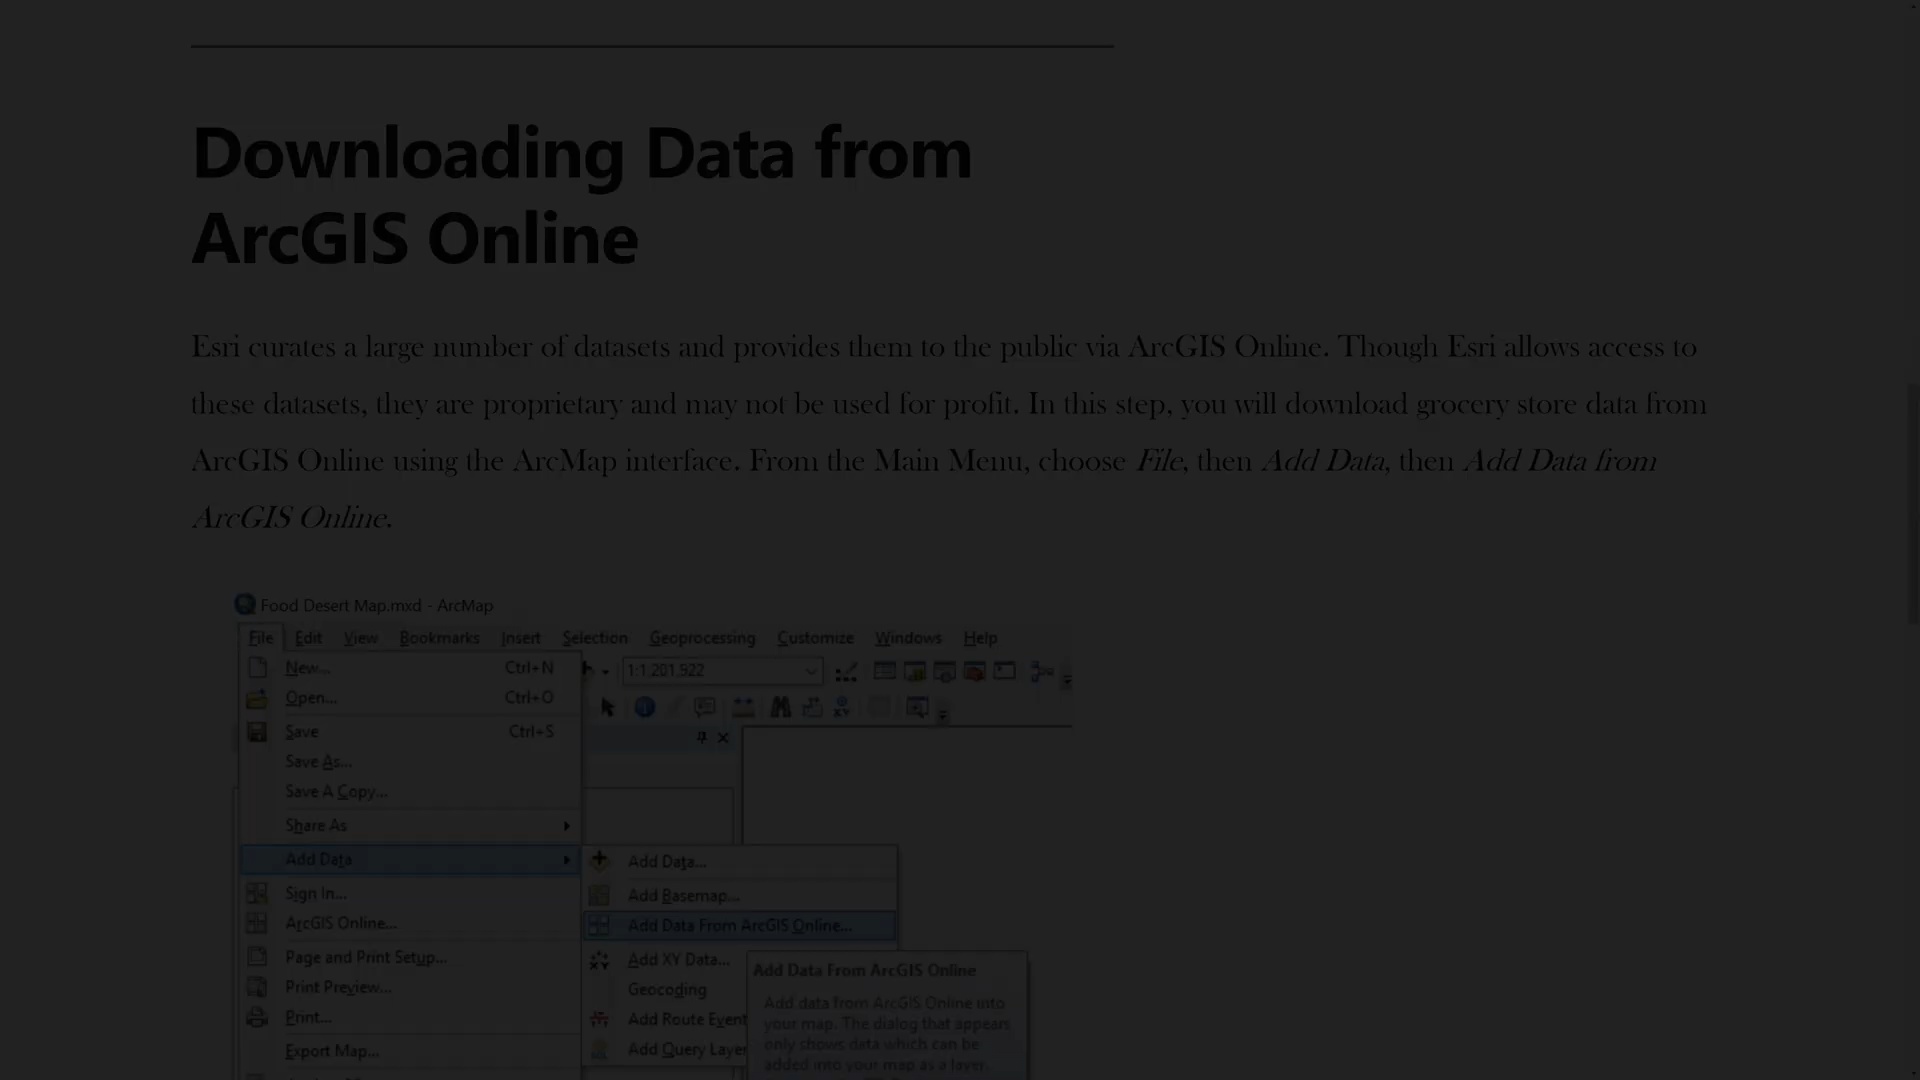 Downloading Data from
ArcGIS Online
Esri curates a large number of datasets and provides them to the public via ArcGIS Online. Though Esri allows access to
these datasets, they are proprietary and may not be used for profit. In this step, you will download grocery store data from
ArcGIS Online using the ArcMap interface. From the Main Menu, choose File, then Add Data, then Add Data from
ArcGIS Online.
Food Desert Map.mxd - ArcMap
File Edit View Bookmarks Insert Selection Geoprocessing Customize Windows Help
New... Ctrl+N
1:1,201,922
Open... Ctrl+O
Save Ctrl+S
Save As...
Save A Copy...
Share As
Add Data
Add Data...
Sign In...
Add Basemap...
ArcGIS Online...
Add Data From ArcGIS Online...
Page and Print Setup...
Add XY Data...
Add Data From ArcGIS Online
Print Preview...
Geocoding
Add data from ArcGIS Online into
Print...
Add Route Event
your map. The dialog that appears
only shows data which can be
Export Map...
Add Query Layer
added into your map as a layer.